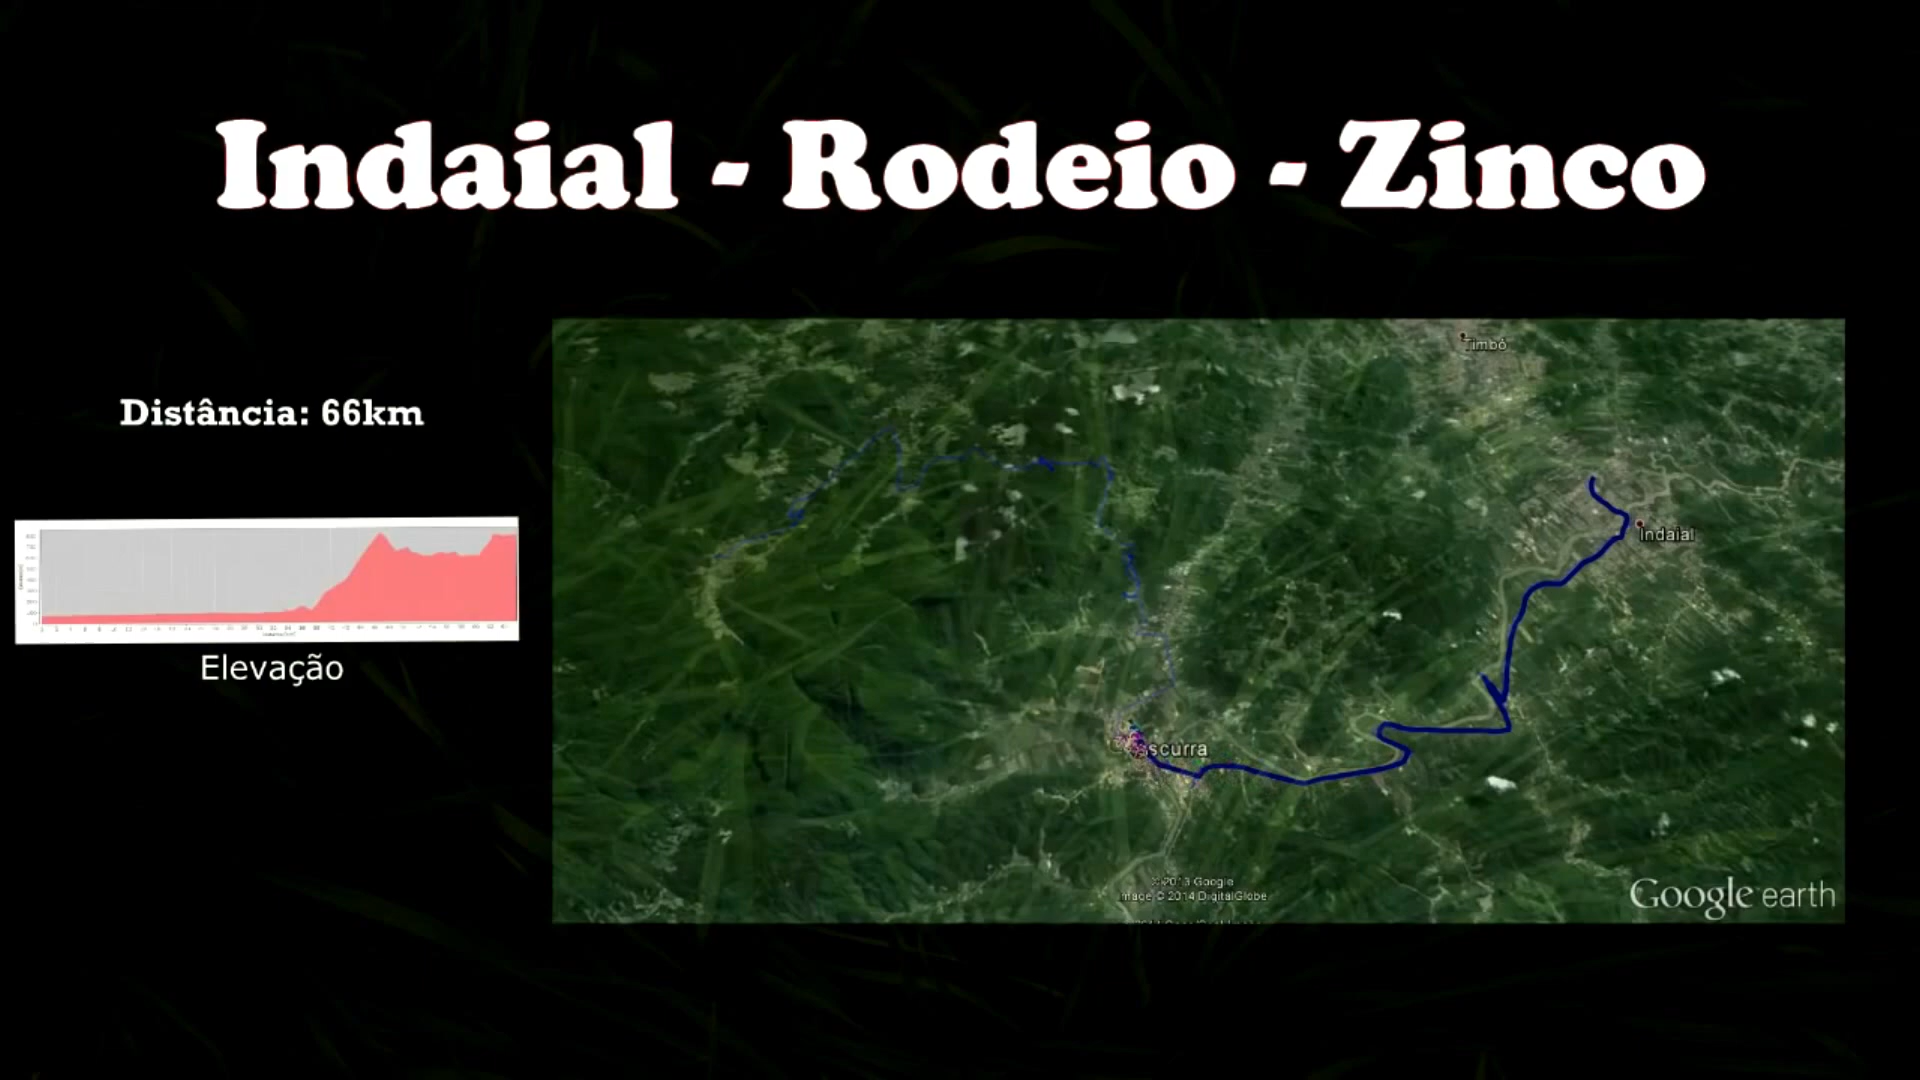 Indaial - Rodeio - Zinco
Timbó
Distância: 66km
Indaial
Elevação
scurra
© 2013 Google
Image © 2014 DigitalGlobe
Google earth